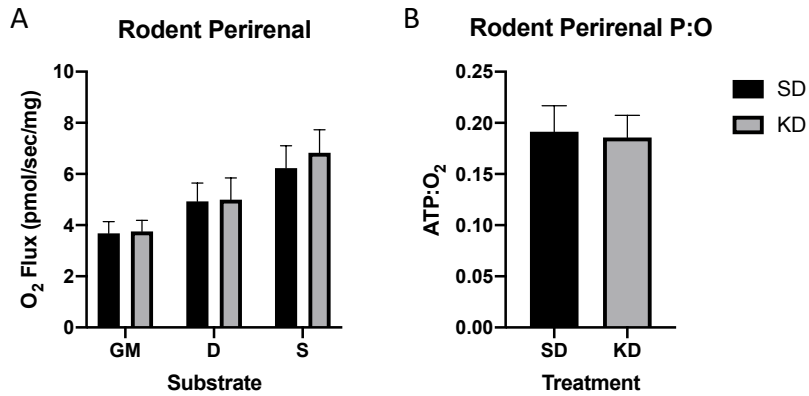 A
Rodent Perirenal
O2 Flux (pmol/sec/mg)
10
8
6
4
2
0
GM D S
Substrate
B
Rodent Perirenal P:O
ATP:O2
0.25
0.20
0.15
0.10
0.05
0.00
SD KD
Treatment
SD
KD